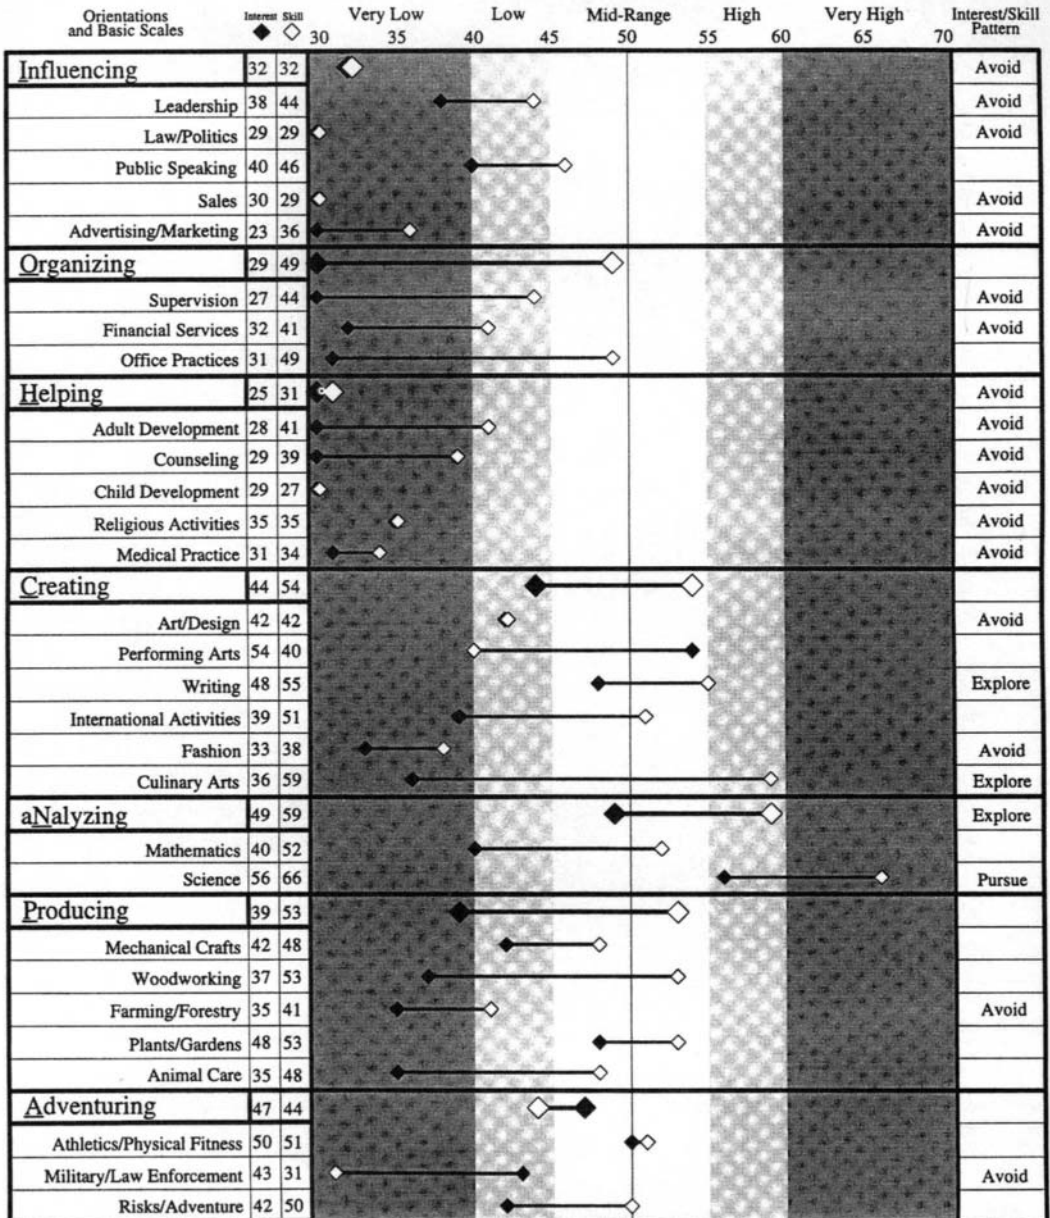 Orientations and Basic Scales Interest Skill Very Low Low Mid-Range High Very High Interest/Skill Pattern
30 35 40 45 50 55 60 65 70
Influencing 32 32 Avoid
Leadership 38 44 Avoid
Law/Politics 29 29 Avoid
Public Speaking 40 46
Sales 30 29 Avoid
Advertising/Marketing 23 36 Avoid
Organizing 29 49
Supervision 27 44 Avoid
Financial Services 32 41 Avoid
Office Practices 31 49
Helping 25 31 Avoid
Adult Development 28 41 Avoid
Counseling 29 39 Avoid
Child Development 29 27 Avoid
Religious Activities 35 35 Avoid
Medical Practice 31 34 Avoid
Creating 44 54
Art/Design 42 42 Avoid
Performing Arts 54 40
Writing 48 55 Explore
International Activities 39 51
Fashion 33 38 Avoid
Culinary Arts 36 59 Explore
aNalyzing 49 59 Explore
Mathematics 40 52
Science 56 66 Pursue
Producing 39 53
Mechanical Crafts 42 48
Woodworking 37 53
Farming/Forestry 35 41 Avoid
Plants/Gardens 48 53
Animal Care 35 48
Adventuring 47 44
Athletics/Physical Fitness 50 51
Military/Law Enforcement 43 31 Avoid
Risks/Adventure 42 50